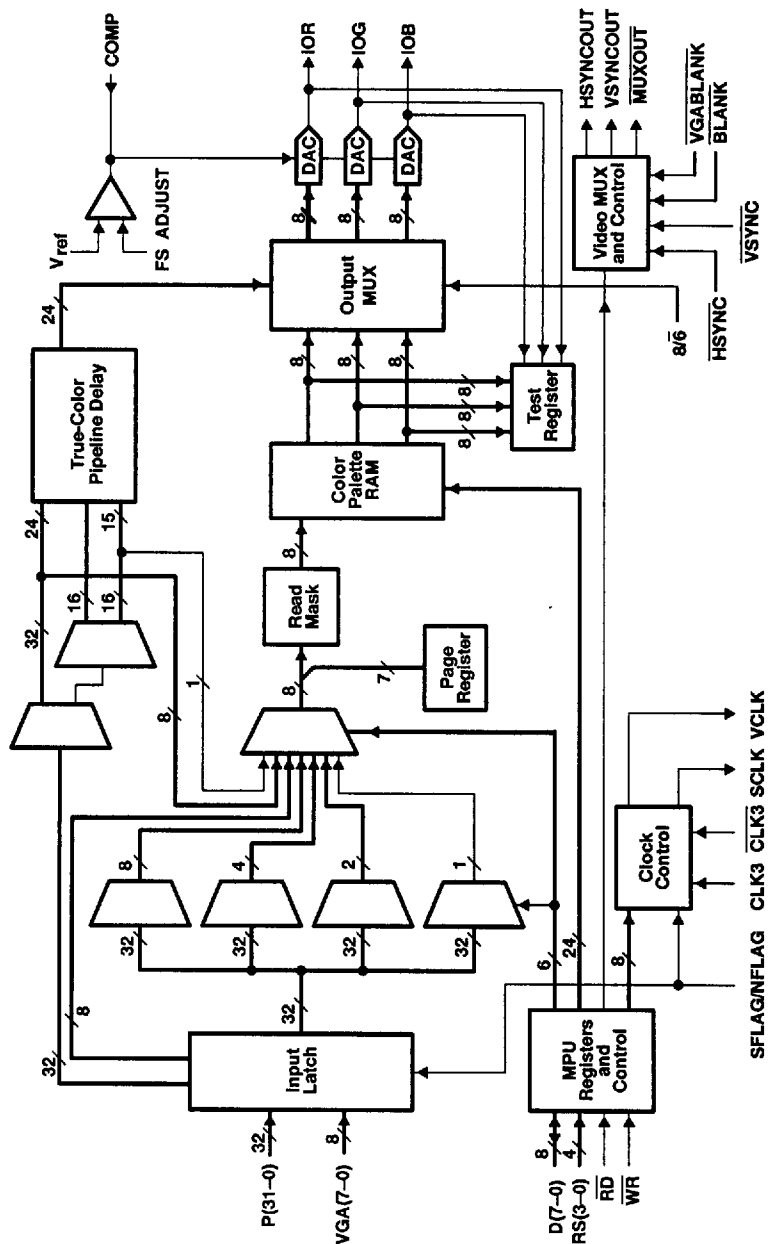 COMP
Vref
FS ADJUST
IOR
IOG
IOB
DAC
DAC
DAC
8
8
8
Output
MUX
24
True-Color
Pipeline Delay
24
15
16
16
32
8
8
8
8
8
8
Test
Register
Color
Palette
RAM
8
Read
Mask
8
7
Page
Register
1
8
8
4
2
1
32
32
32
32
32
8
32
Input
Latch
P(31–0)
32
VGA(7–0)
8
D(7–0)
8
RS(3–0)
4
RD
WR
MPU
Registers
and
Control
6
24
8
Clock
Control
SFLAG/NFLAG
CLK3
CLK3
SCLK
VCLK
Video MUX
and Control
HSYNCOUT
VSYNCOUT
MUXOUT
VGABLANK
BLANK
VSYNC
HSYNC
8/6